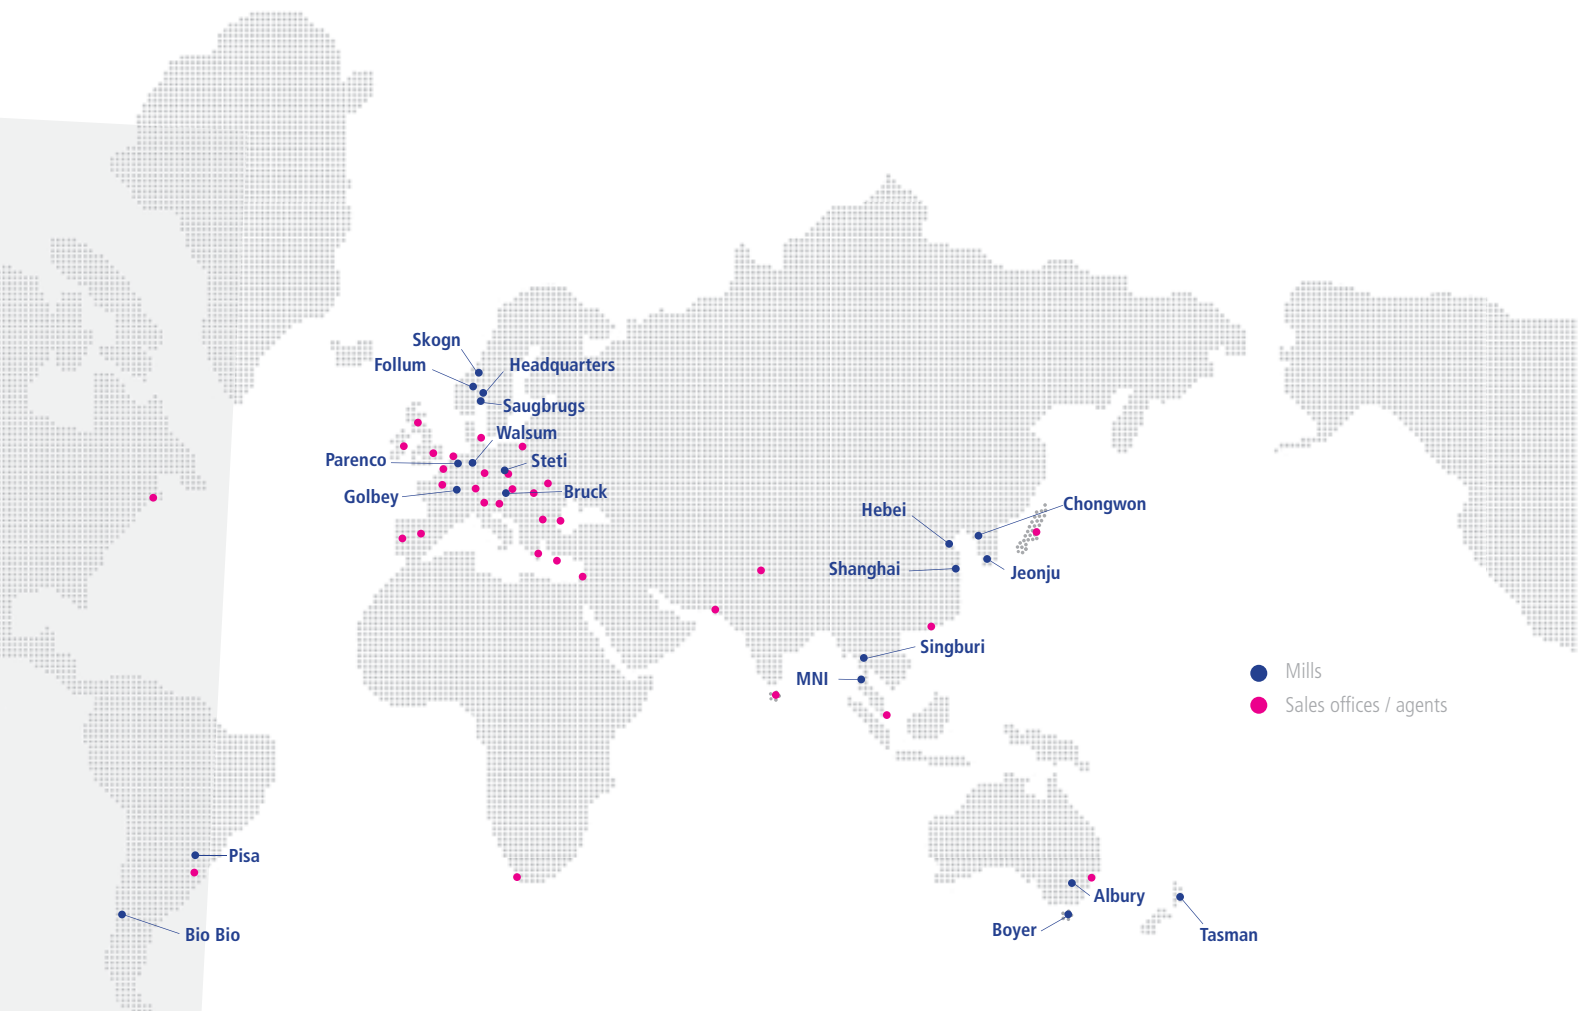 Skogn
Follum
Headquarters
Saugbrugs
Walsum
Parenco
Steti
Golbey
Bruck
Hebei
Chongwon
Shanghai
Jeonju
Singburi
MNI
Mills
Sales offices / agents
Pisa
Albury
Boyer
Bio Bio
Tasman